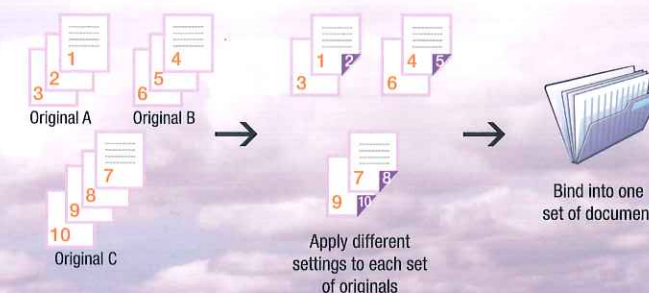 1
2
3
Original A
4
5
6
Original B
7
8
9
10
Original C
1 2
3
4 5
6
7 8
9 10
Apply different
settings to each set
of originals
Bind into one
set of documen